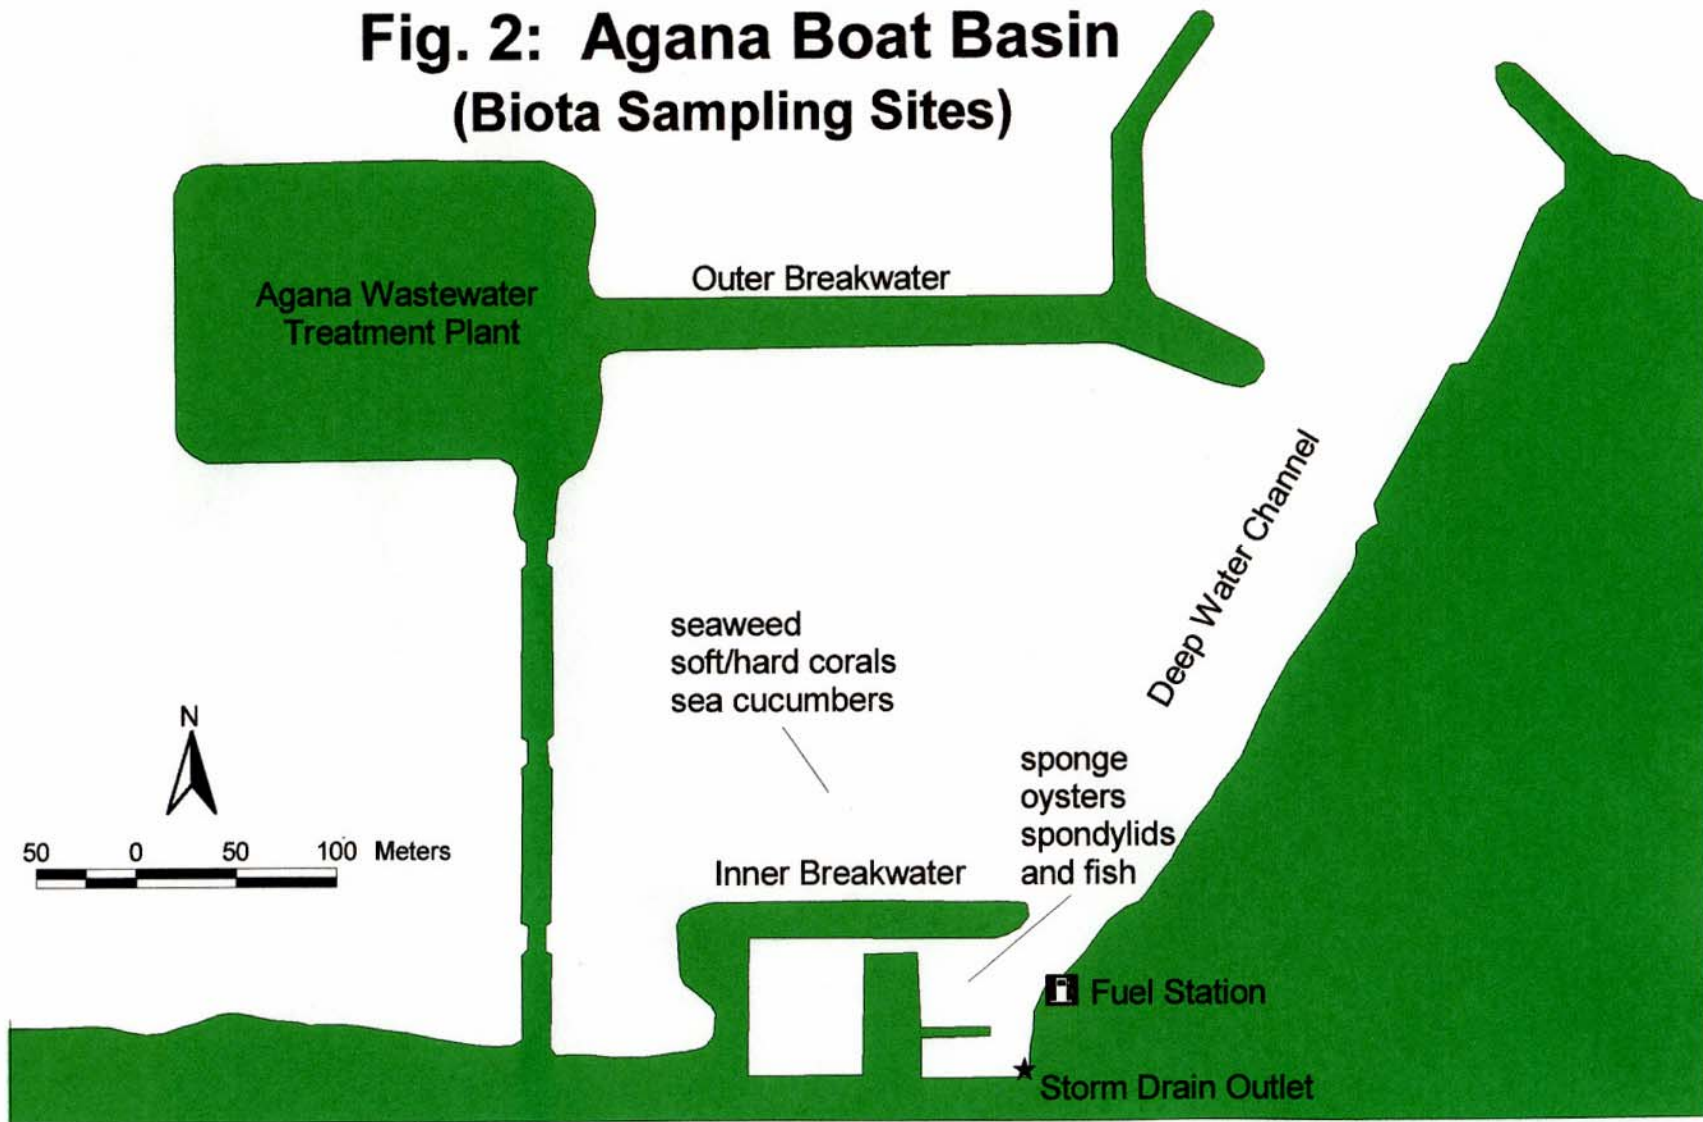 Fig. 2: Agana Boat Basin
(Biota Sampling Sites)
Outer Breakwater
Agana Wastewater
Treatment Plant
Deep Water Channel
seaweed
soft/hard corals
sea cucumbers
N
sponge
oysters
spondylids
and fish
50 0 50 100 Meters
Inner Breakwater
Fuel Station
Storm Drain Outlet